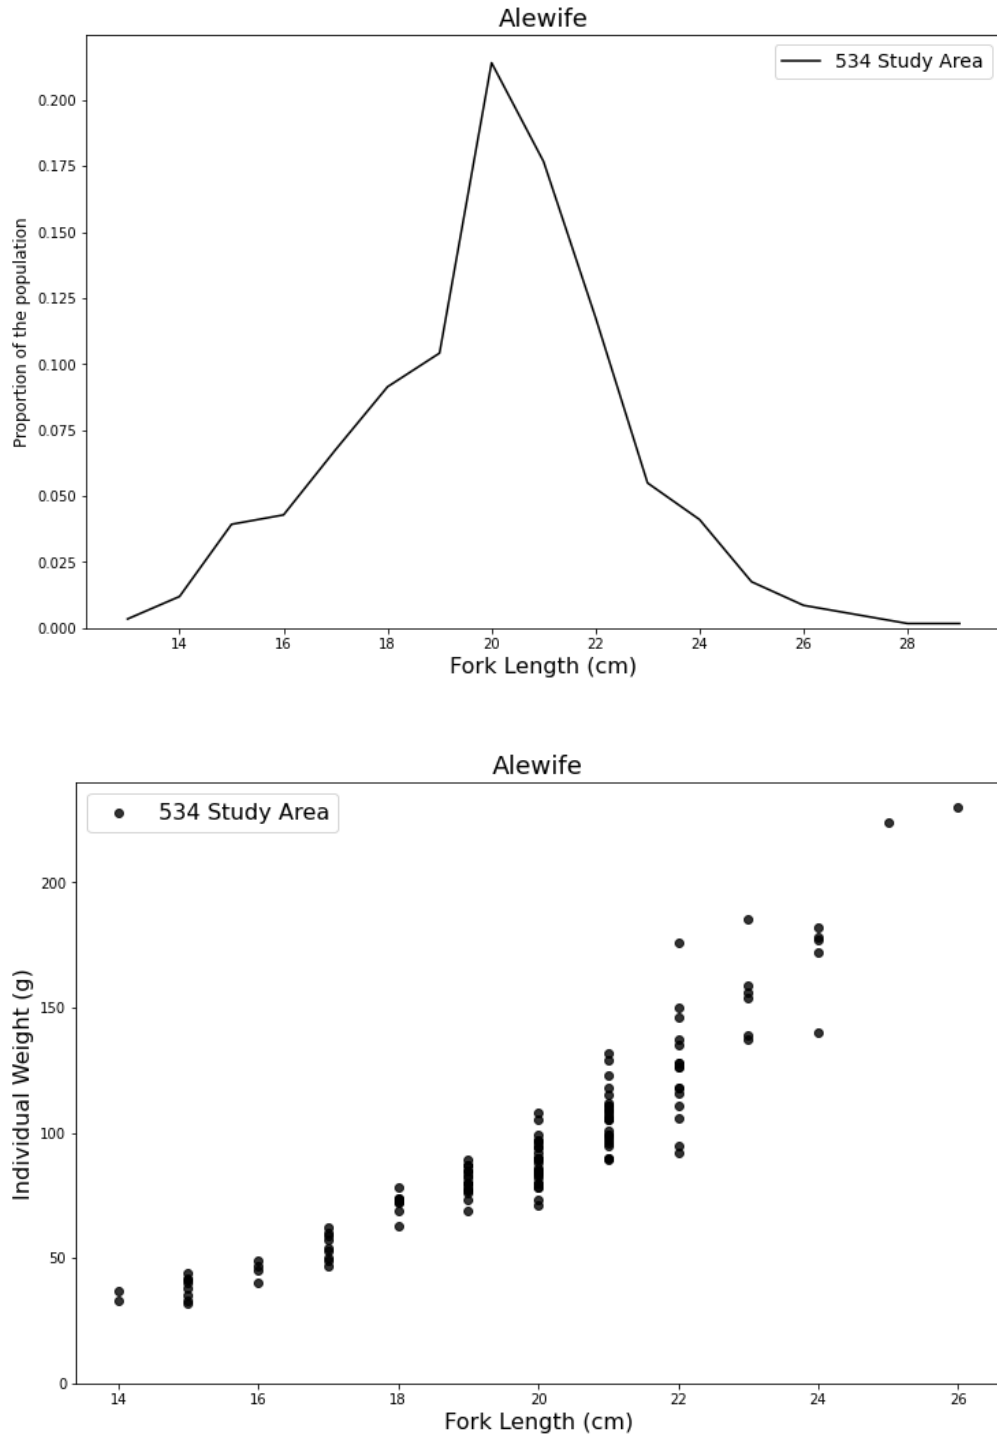 Alewife
534 Study Area
Proportion of the population
0.200
0.175
0.150
0.125
0.100
0.075
0.050
0.025
0.000
14 16 18 20 22 24 26 28
Fork Length (cm)
Alewife
534 Study Area
Individual Weight (g)
200
150
100
50
0
14 16 18 20 22 24 26
Fork Length (cm)